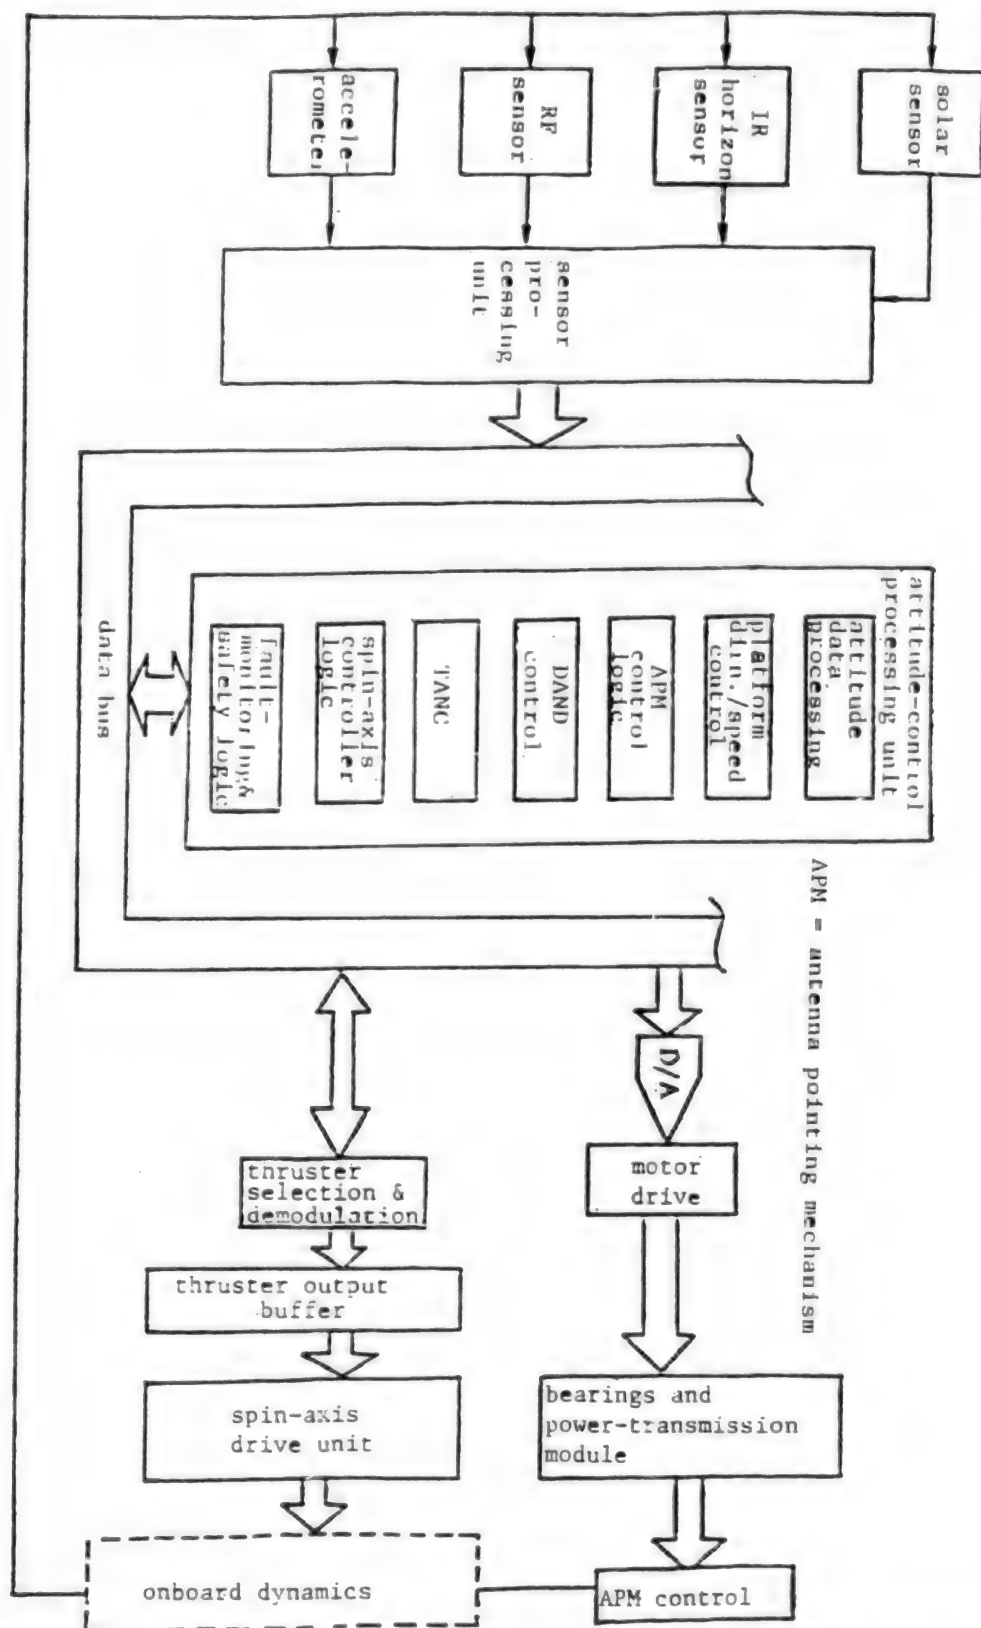 accele-
rometer
RF
sensor
IR
horizon
sensor
solar
sensor
sensor
pro-
cessing
unit
data bus
attitude-control
processing unit
fault-
monitoring&
safety logic
spin-axis
controller
logic
TANC
DAND
control
APM
control
logic
platform
dirn./speed
control
attitude
data
processing
APM = antenna pointing mechanism
D/A
thruster
selection &
demodulation
motor
drive
thruster output
buffer
spin-axis
drive unit
bearings and
power-transmission
module
onboard dynamics
APM control